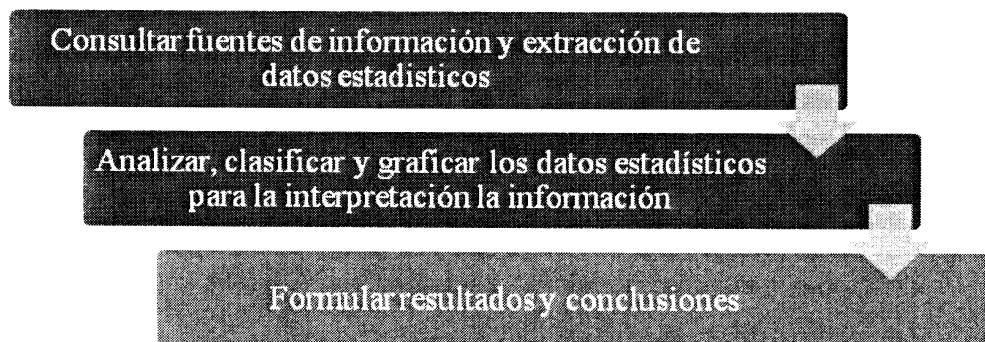 Consultar fuentes de información y extracción de
datos estadisticos
Analizar, clasificar y graficar los datos estadísticos
para la interpretación la información
Formular resultados y conclusiones